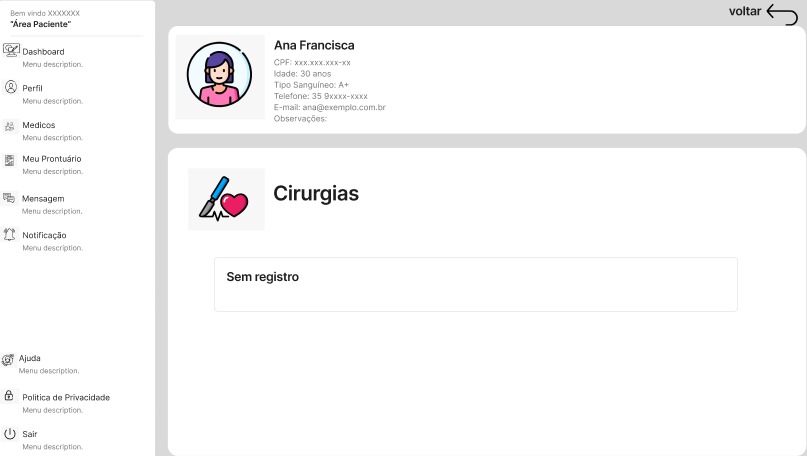 Bem vindo XXXXXXX
"Área Paciente"
Dashboard
Menu description.
Perfil
Menu description.
Medicos
Menu description.
Meu Prontuário
Menu description.
Mensagem
Menu description.
Notificação
Menu description.
Ajuda
Menu description.
Politica de Privacidade
Menu description.
Sair
Menu description.
voltar
Ana Francisca
CPF: xxx.xxx.xxx-xx
Idade: 30 anos
Tipo Sanguíneo: A+
Telefone: 35 9xxxx-xxxx
E-mail: ana@exemplo.com.br
Observações:
Cirurgias
Sem registro